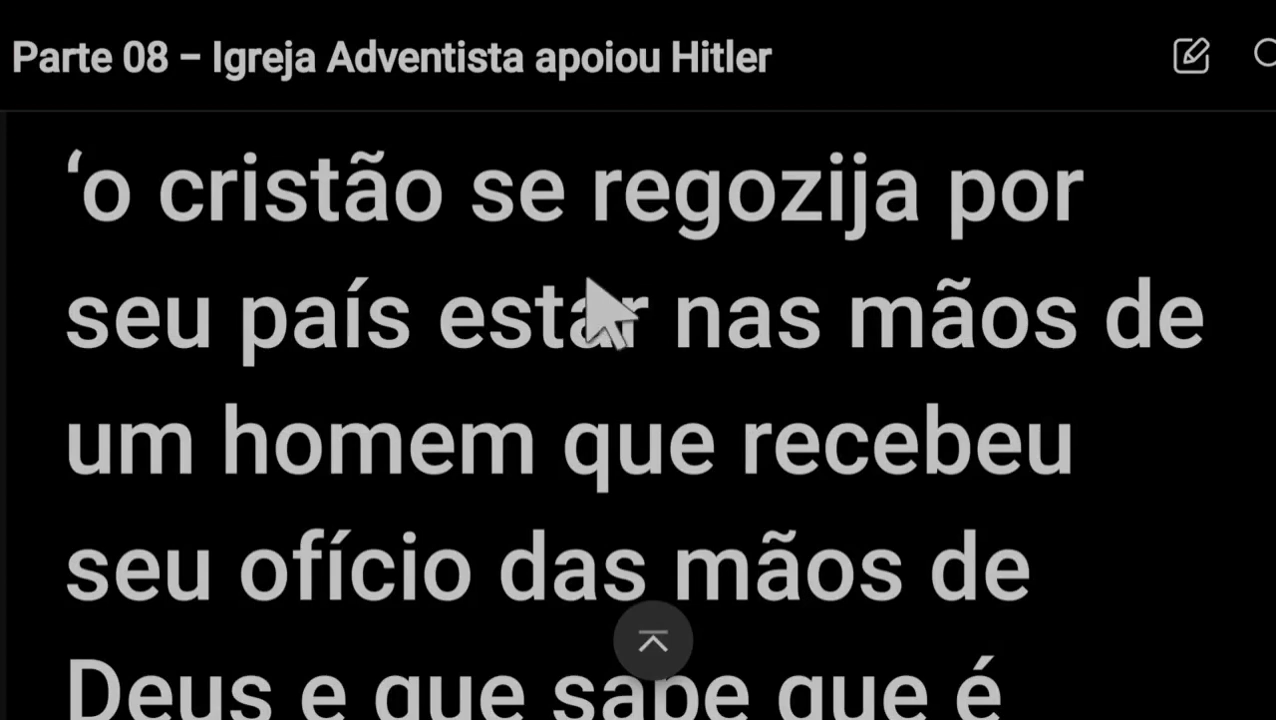 Parte 08 – Igreja Adventista apoiou Hitler
‘o cristão se regozija por
seu país estar nas mãos de
um homem que recebeu
seu ofício das mãos de
Deus e que sabe que é